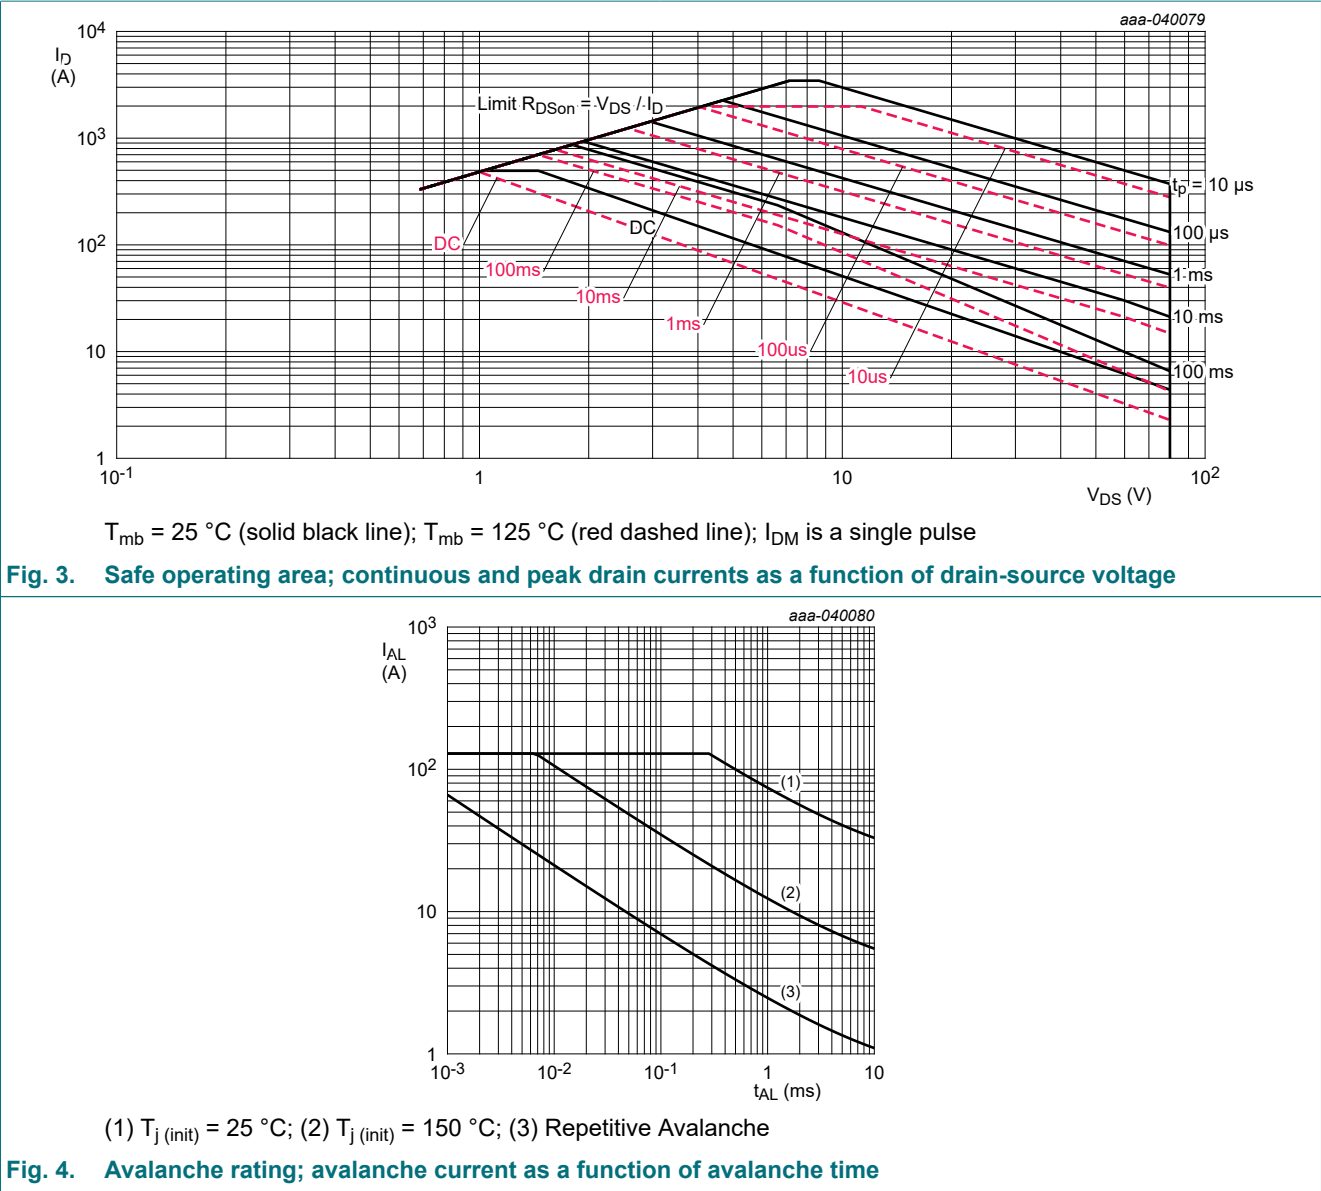 aaa-040079
10⁴
I_D
(A)
Limit R_DSon = V_DS / I_D
10³
t_p = 10 µs
DC
100 µs
DC
10²
100ms
1 ms
10ms
1ms
10 ms
100us
10
10us
100 ms
1
10⁻¹
1
10
10²
V_DS (V)
T_mb = 25 °C (solid black line); T_mb = 125 °C (red dashed line); I_DM is a single pulse
Fig. 3. Safe operating area; continuous and peak drain currents as a function of drain-source voltage
aaa-040080
10³
I_AL
(A)
10²
(1)
(2)
10
(3)
1
10⁻³
10⁻²
10⁻¹
1
10
t_AL (ms)
(1) T_j (init) = 25 °C; (2) T_j (init) = 150 °C; (3) Repetitive Avalanche
Fig. 4. Avalanche rating; avalanche current as a function of avalanche time